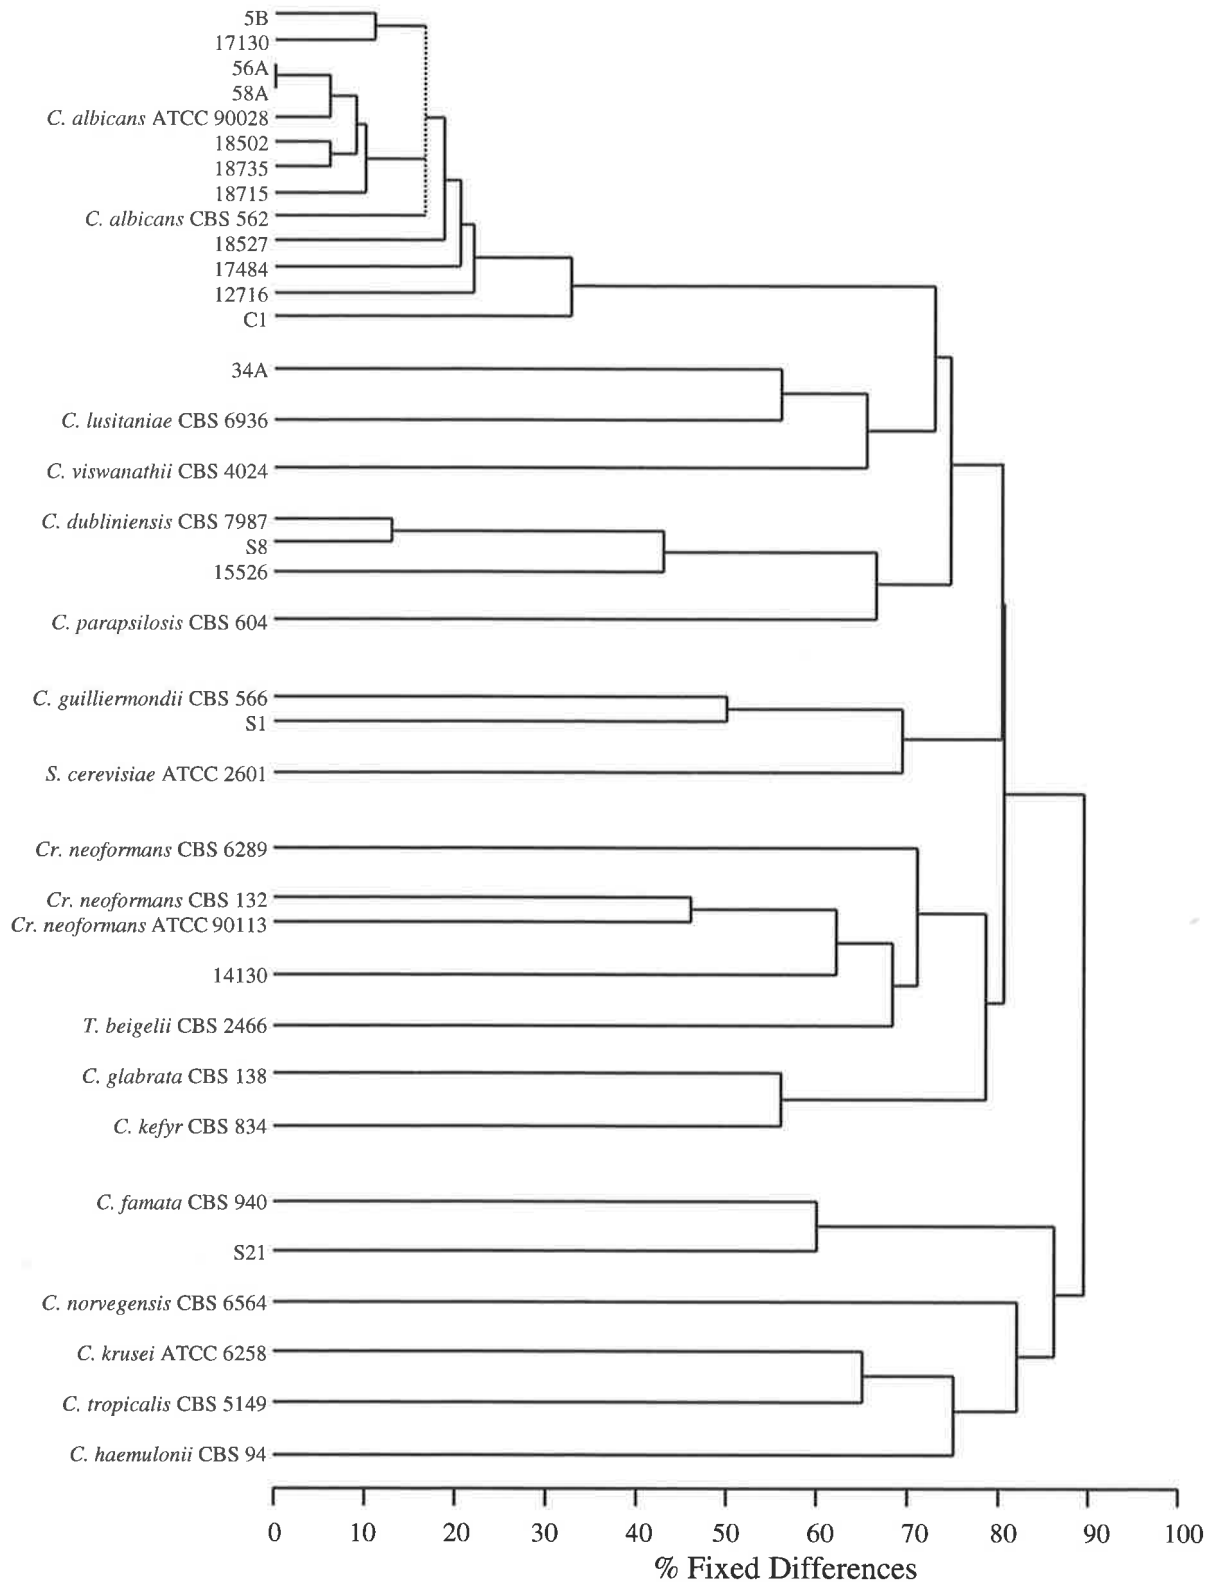 5B
17130
56A
58A
C. albicans ATCC 90028
18502
18735
18715
C. albicans CBS 562
18527
17484
12716
C1
34A
C. lusitaniae CBS 6936
C. viswanathii CBS 4024
C. dubliniensis CBS 7987
S8
15526
C. parapsilosis CBS 604
C. guilliermondii CBS 566
S1
S. cerevisiae ATCC 2601
Cr. neoformans CBS 6289
Cr. neoformans CBS 132
Cr. neoformans ATCC 90113
14130
T. beigelii CBS 2466
C. glabrata CBS 138
C. kefyr CBS 834
C. famata CBS 940
S21
C. norvegensis CBS 6564
C. krusei ATCC 6258
C. tropicalis CBS 5149
C. haemulonii CBS 94
0 10 20 30 40 50 60 70 80 90 100
% Fixed Differences